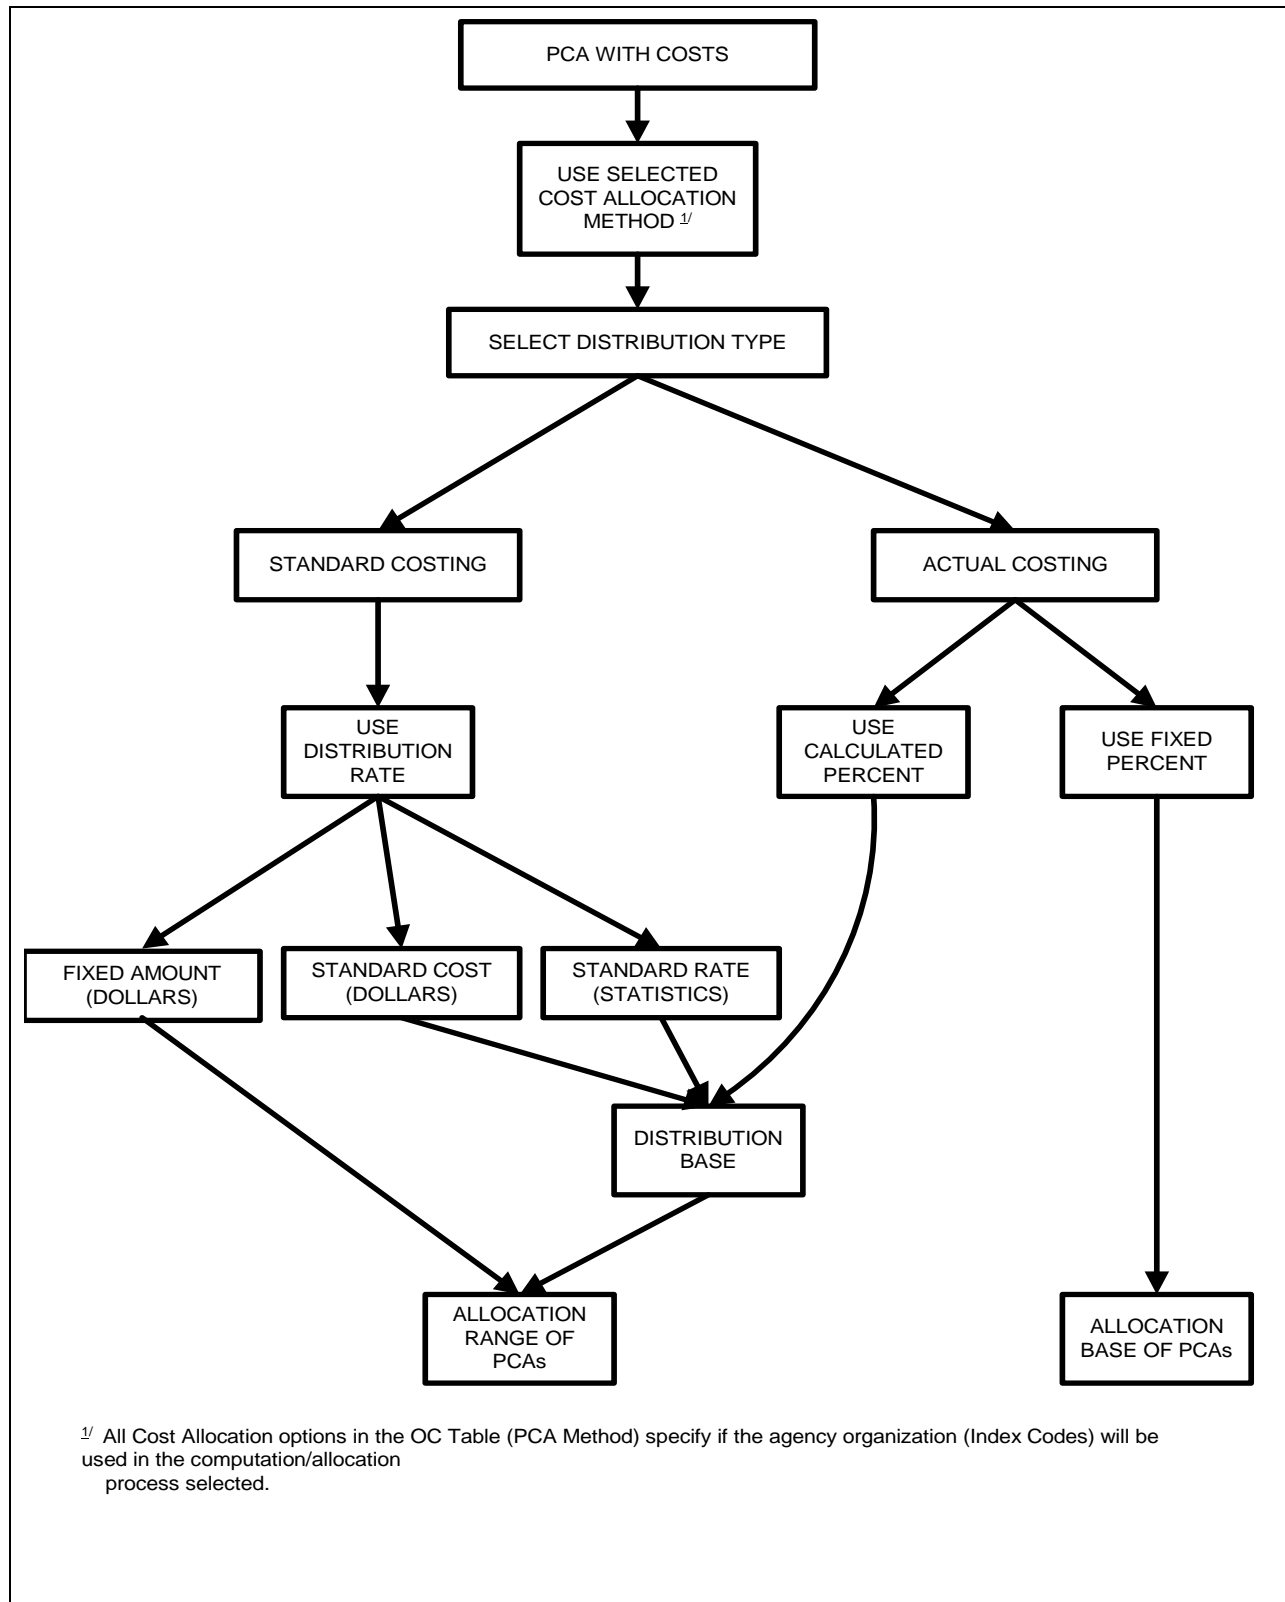 PCA WITH COSTS
USE SELECTED
COST ALLOCATION
METHOD 1/
SELECT DISTRIBUTION TYPE
STANDARD COSTING
ACTUAL COSTING
USE
DISTRIBUTION
RATE
USE
CALCULATED
PERCENT
USE FIXED
PERCENT
FIXED AMOUNT
(DOLLARS)
STANDARD COST
(DOLLARS)
STANDARD RATE
(STATISTICS)
DISTRIBUTION
BASE
ALLOCATION
RANGE OF
PCAs
ALLOCATION
BASE OF PCAs
1/ All Cost Allocation options in the OC Table (PCA Method) specify if the agency organization (Index Codes) will be
used in the computation/allocation
process selected.